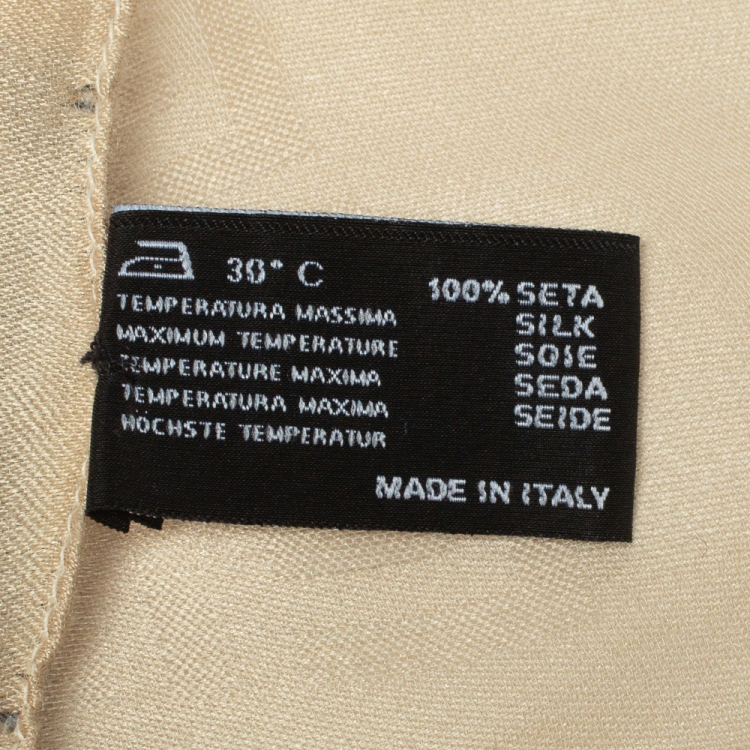 30° C
TEMPERATURA MASSIMA
MAXIMUM TEMPERATURE
TEMPERATURE MAXIMA
TEMPERATURA MAXIMA
HÖCHSTE TEMPERATUR
100% SETA
SILK
SOIE
SEDA
SEIDE
MADE IN ITALY